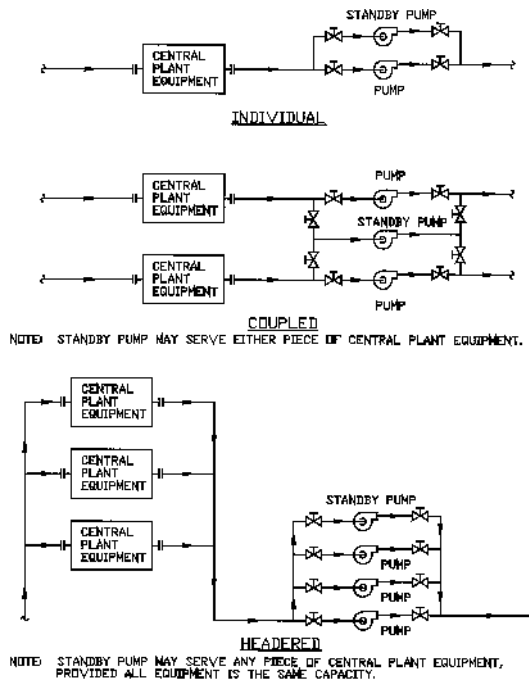 STANDBY PUMP
CENTRAL
PLANT
EQUIPMENT
PUMP
INDIVIDUAL
CENTRAL
PLANT
EQUIPMENT
PUMP
STANDBY PUMP
CENTRAL
PLANT
EQUIPMENT
PUMP
COUPLED
NOTE: STANDBY PUMP MAY SERVE EITHER PIECE OF CENTRAL PLANT EQUIPMENT.
CENTRAL
PLANT
EQUIPMENT
CENTRAL
PLANT
EQUIPMENT
STANDBY PUMP
CENTRAL
PLANT
EQUIPMENT
PUMP
PUMP
PUMP
HEADERED
NOTE: STANDBY PUMP MAY SERVE ANY PIECE OF CENTRAL PLANT EQUIPMENT,
PROVIDED ALL EQUIPMENT IS THE SAME CAPACITY.